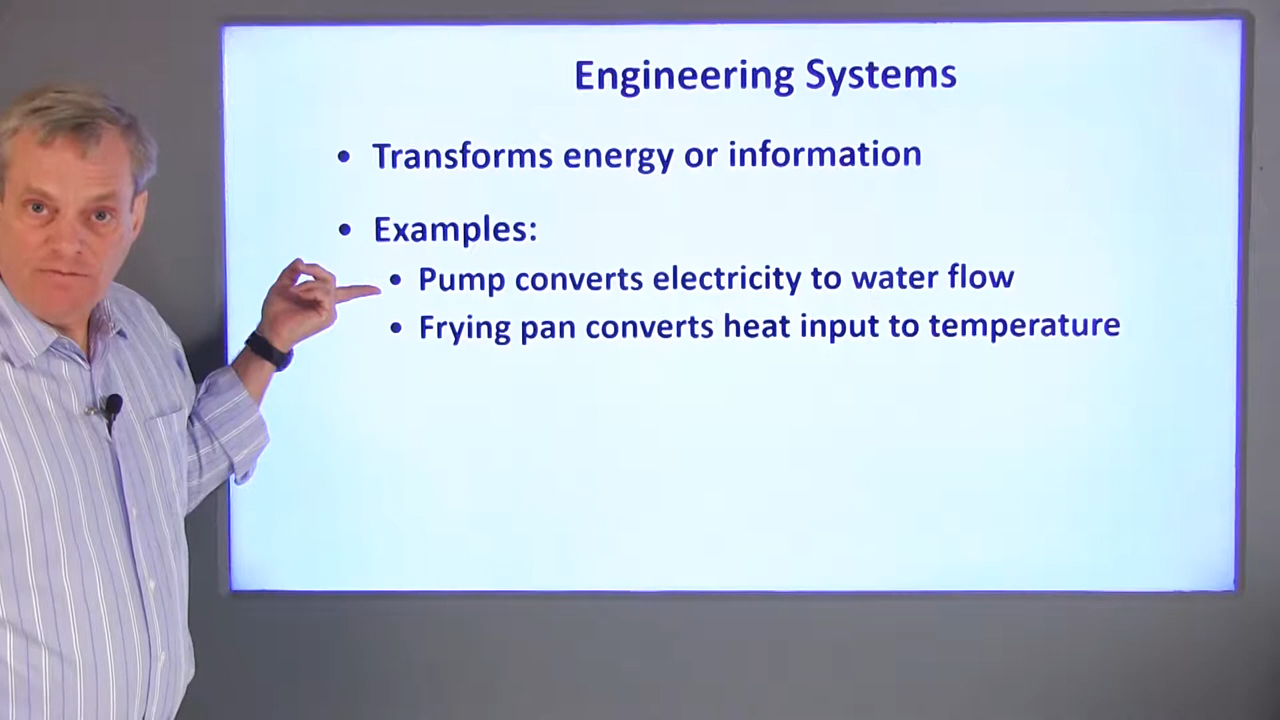 Engineering Systems
• Transforms energy or information
• Examples:
• Pump converts electricity to water flow
• Frying pan converts heat input to temperature